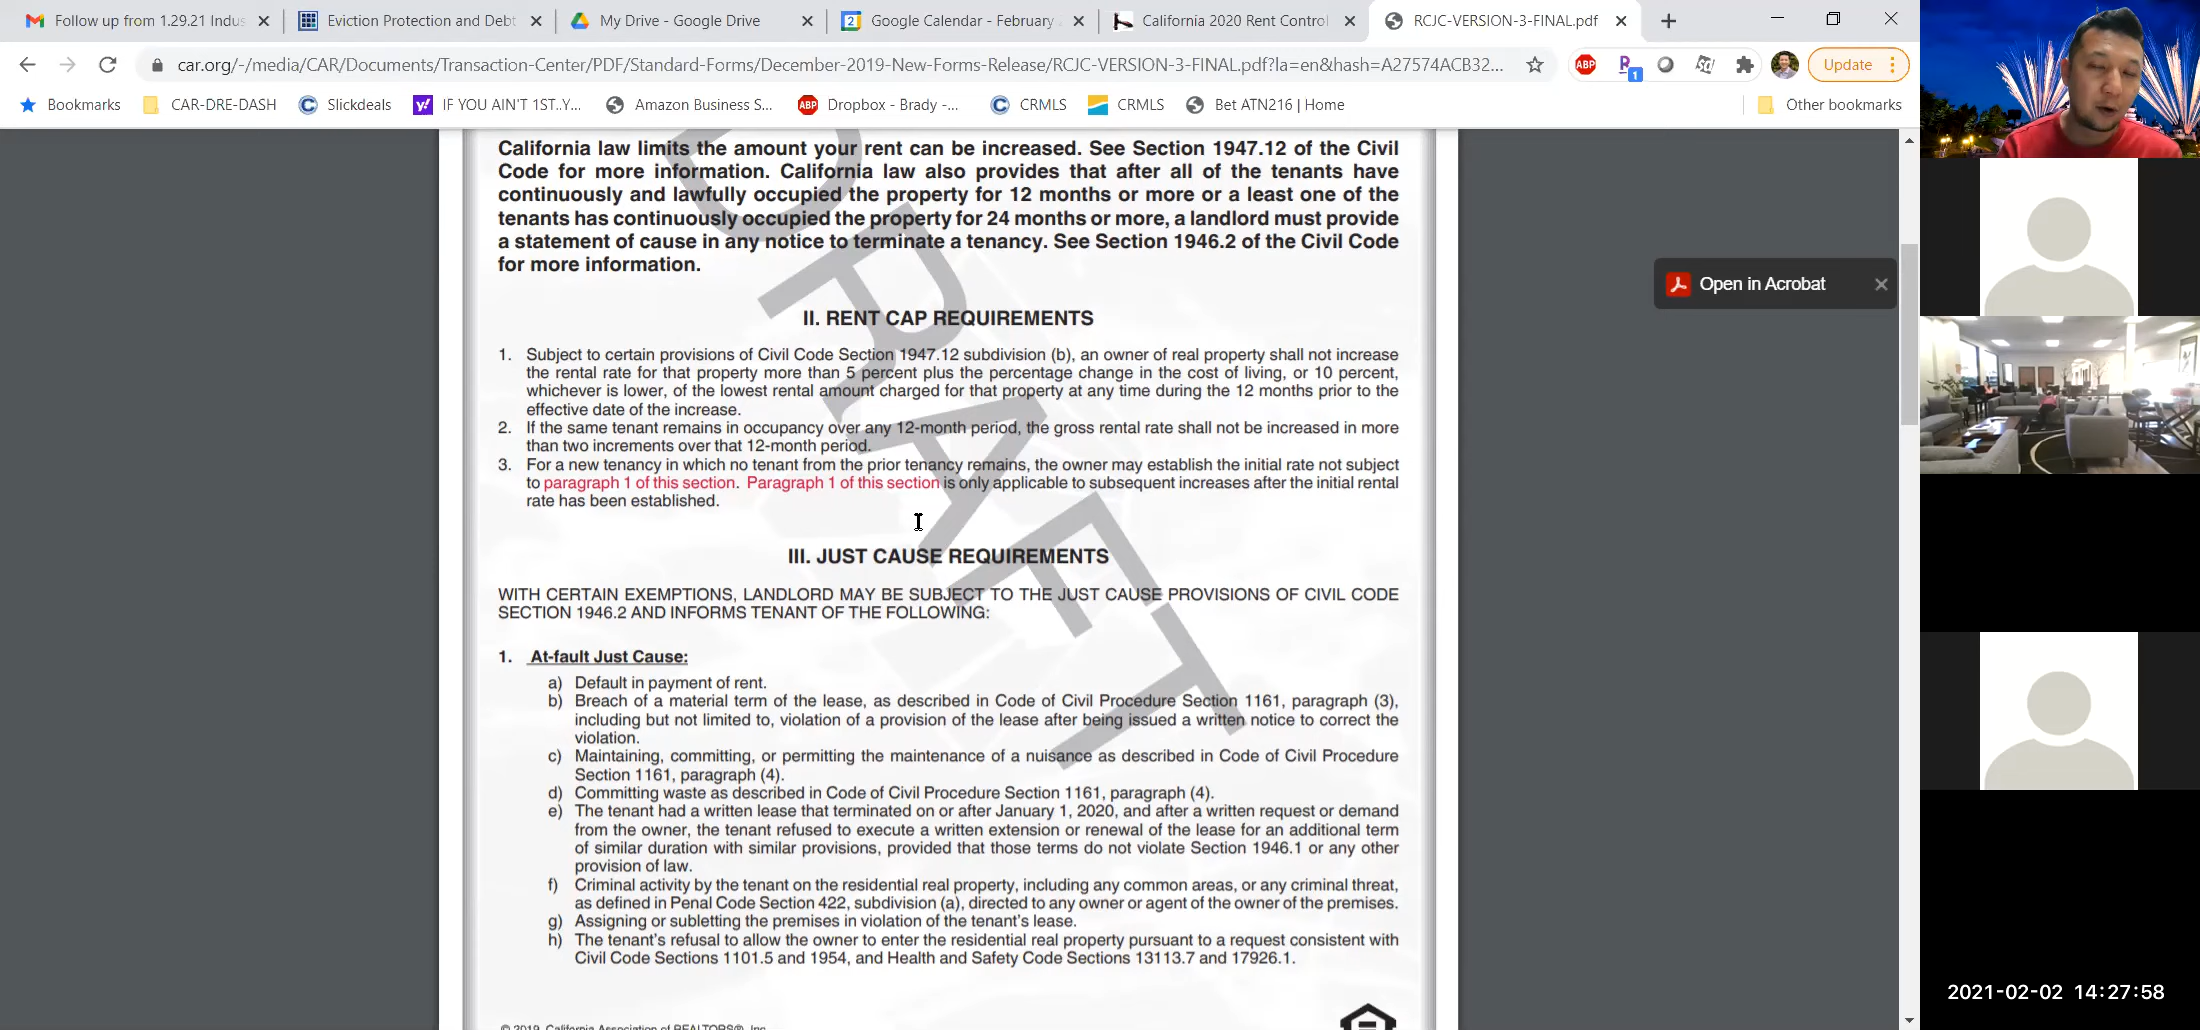 Follow up from 1.29.21 Indus
Eviction Protection and Debt
My Drive - Google Drive
2
Google Calendar - February
California 2020 Rent Control
RCJC-VERSION-3-FINAL.pdf
car.org/-/media/CAR/Documents/Transaction-Center/PDF/Standard-Forms/December-2019-New-Forms-Release/RCJC-VERSION-3-FINAL.pdf?la=en&hash=A27574ACB32...
ABP
1
Update
Bookmarks
CAR-DRE-DASH
Slickdeals
IF YOU AIN'T 1ST..Y...
Amazon Business S...
ABP
Dropbox - Brady -...
CRMLS
CRMLS
Bet ATN216 | Home
Other bookmarks
DRAFT
California law limits the amount your rent can be increased. See Section 1947.12 of the Civil
Code for more information. California law also provides that after all of the tenants have
continuously and lawfully occupied the property for 12 months or more or a least one of the
tenants has continuously occupied the property for 24 months or more, a landlord must provide
a statement of cause in any notice to terminate a tenancy. See Section 1946.2 of the Civil Code
for more information.
Open in Acrobat
II. RENT CAP REQUIREMENTS
1. Subject to certain provisions of Civil Code Section 1947.12 subdivision (b), an owner of real property shall not increase
the rental rate for that property more than 5 percent plus the percentage change in the cost of living, or 10 percent,
whichever is lower, of the lowest rental amount charged for that property at any time during the 12 months prior to the
effective date of the increase.
2. If the same tenant remains in occupancy over any 12-month period, the gross rental rate shall not be increased in more
than two increments over that 12-month period.
3. For a new tenancy in which no tenant from the prior tenancy remains, the owner may establish the initial rate not subject
to paragraph 1 of this section. Paragraph 1 of this section is only applicable to subsequent increases after the initial rental
rate has been established.
III. JUST CAUSE REQUIREMENTS
WITH CERTAIN EXEMPTIONS, LANDLORD MAY BE SUBJECT TO THE JUST CAUSE PROVISIONS OF CIVIL CODE
SECTION 1946.2 AND INFORMS TENANT OF THE FOLLOWING:
1. At-fault Just Cause:
a) Default in payment of rent.
b) Breach of a material term of the lease, as described in Code of Civil Procedure Section 1161, paragraph (3),
including but not limited to, violation of a provision of the lease after being issued a written notice to correct the
violation.
c) Maintaining, committing, or permitting the maintenance of a nuisance as described in Code of Civil Procedure
Section 1161, paragraph (4).
d) Committing waste as described in Code of Civil Procedure Section 1161, paragraph (4).
e) The tenant had a written lease that terminated on or after January 1, 2020, and after a written request or demand
from the owner, the tenant refused to execute a written extension or renewal of the lease for an additional term
of similar duration with similar provisions, provided that those terms do not violate Section 1946.1 or any other
provision of law.
f) Criminal activity by the tenant on the residential real property, including any common areas, or any criminal threat,
as defined in Penal Code Section 422, subdivision (a), directed to any owner or agent of the owner of the premises.
g) Assigning or subletting the premises in violation of the tenant's lease.
h) The tenant's refusal to allow the owner to enter the residential real property pursuant to a request consistent with
Civil Code Sections 1101.5 and 1954, and Health and Safety Code Sections 13113.7 and 17926.1.
© 2019, California Association of REALTORS®, Inc.
2021-02-02 14:27:58